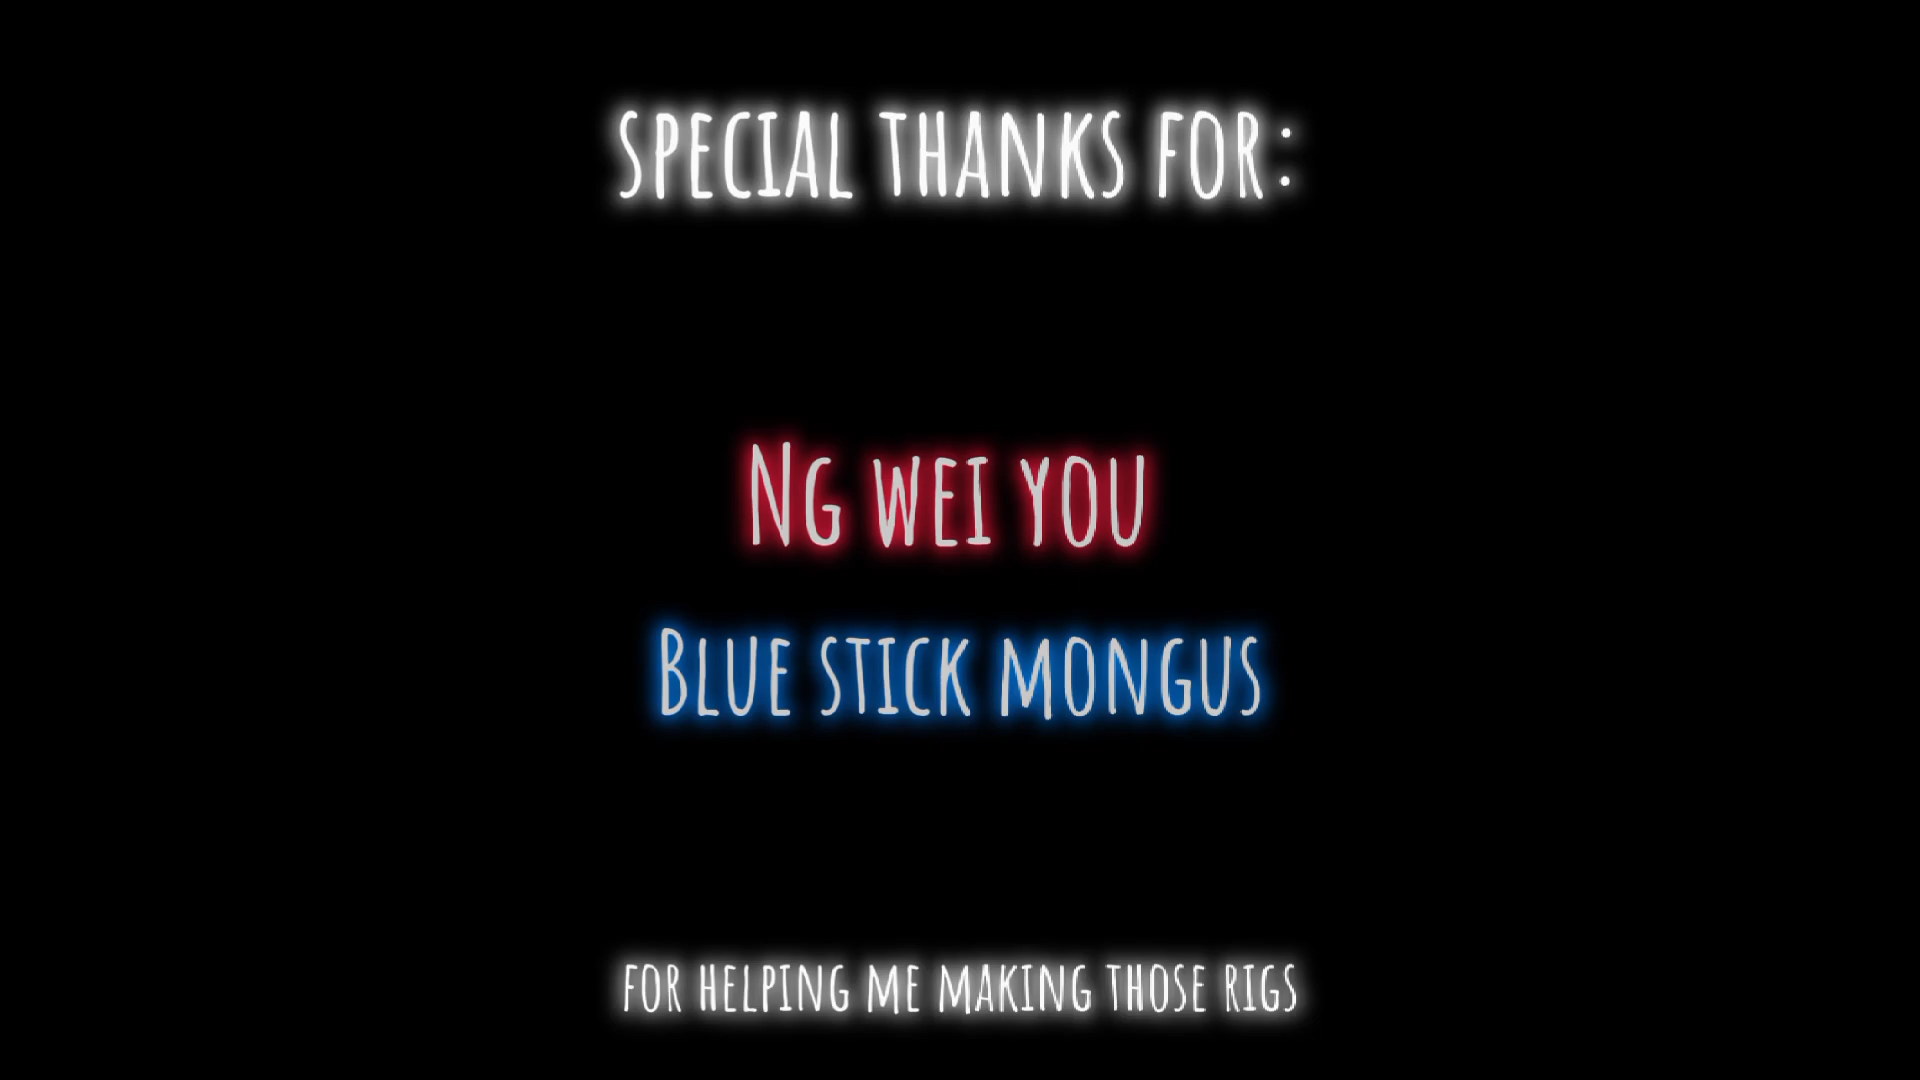 SPECIAL THANKS FOR:
NG WEI YOU
BLUE STICK MONGUS
FOR HELPING ME MAKING THOSE RIGS